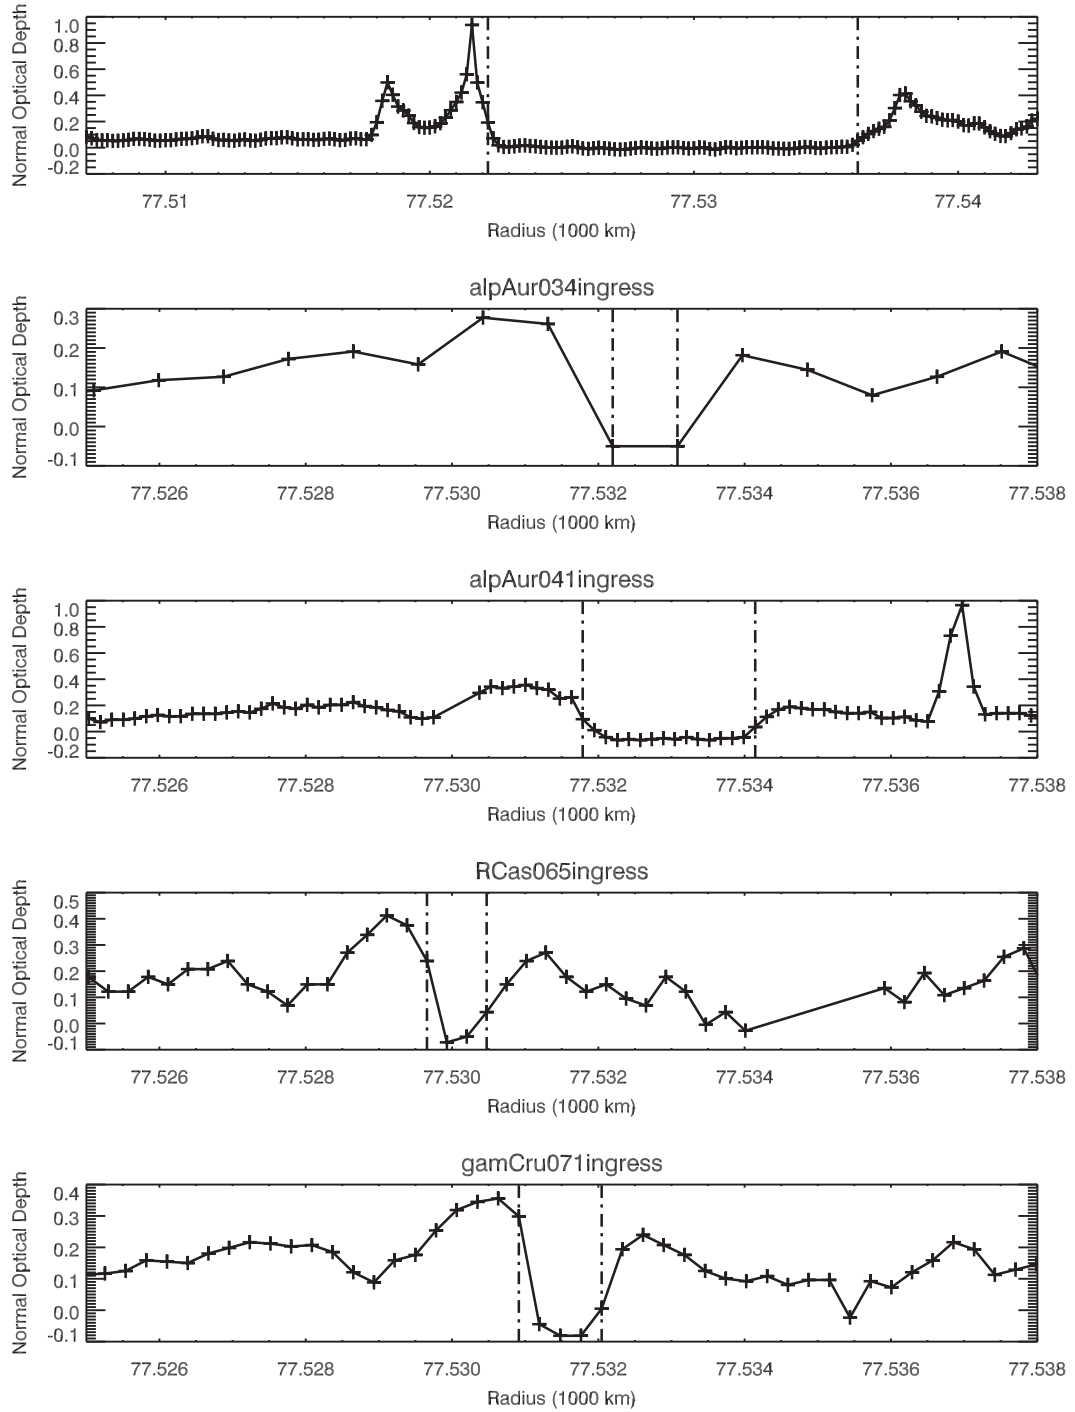 Normal Optical Depth
1.0
0.8
0.6
0.4
0.2
0.0
-0.2
77.51 77.52 77.53 77.54
Radius (1000 km)
alpAur034ingress
Normal Optical Depth
0.3
0.2
0.1
0.0
-0.1
77.526 77.528 77.530 77.532 77.534 77.536 77.538
Radius (1000 km)
alpAur041ingress
Normal Optical Depth
1.0
0.8
0.6
0.4
0.2
0.0
-0.2
77.526 77.528 77.530 77.532 77.534 77.536 77.538
Radius (1000 km)
RCas065ingress
Normal Optical Depth
0.5
0.4
0.3
0.2
0.1
0.0
-0.1
77.526 77.528 77.530 77.532 77.534 77.536 77.538
Radius (1000 km)
gamCru071ingress
Normal Optical Depth
0.4
0.3
0.2
0.1
0.0
-0.1
77.526 77.528 77.530 77.532 77.534 77.536 77.538
Radius (1000 km)